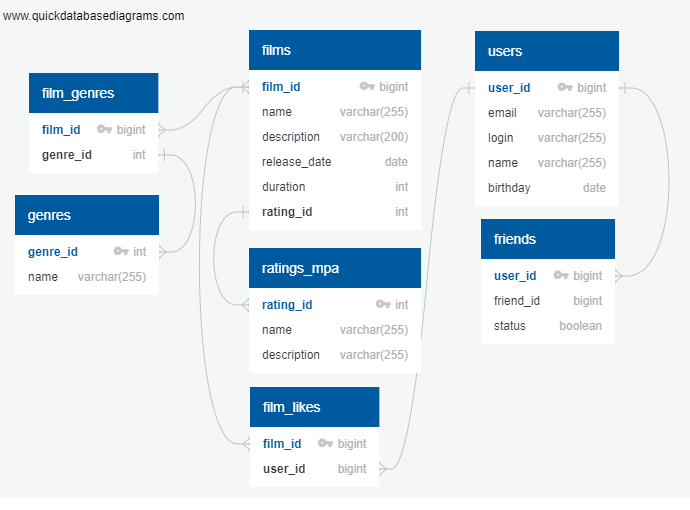 www.quickdatabasediagrams.com
film_genres
film_id bigint
genre_id int
genres
genre_id int
name varchar(255)
films
film_id bigint
name varchar(255)
description varchar(200)
release_date date
duration int
rating_id int
ratings_mpa
rating_id int
name varchar(255)
description varchar(255)
film_likes
film_id bigint
user_id bigint
users
user_id bigint
email varchar(255)
login varchar(255)
name varchar(255)
birthday date
friends
user_id bigint
friend_id bigint
status boolean